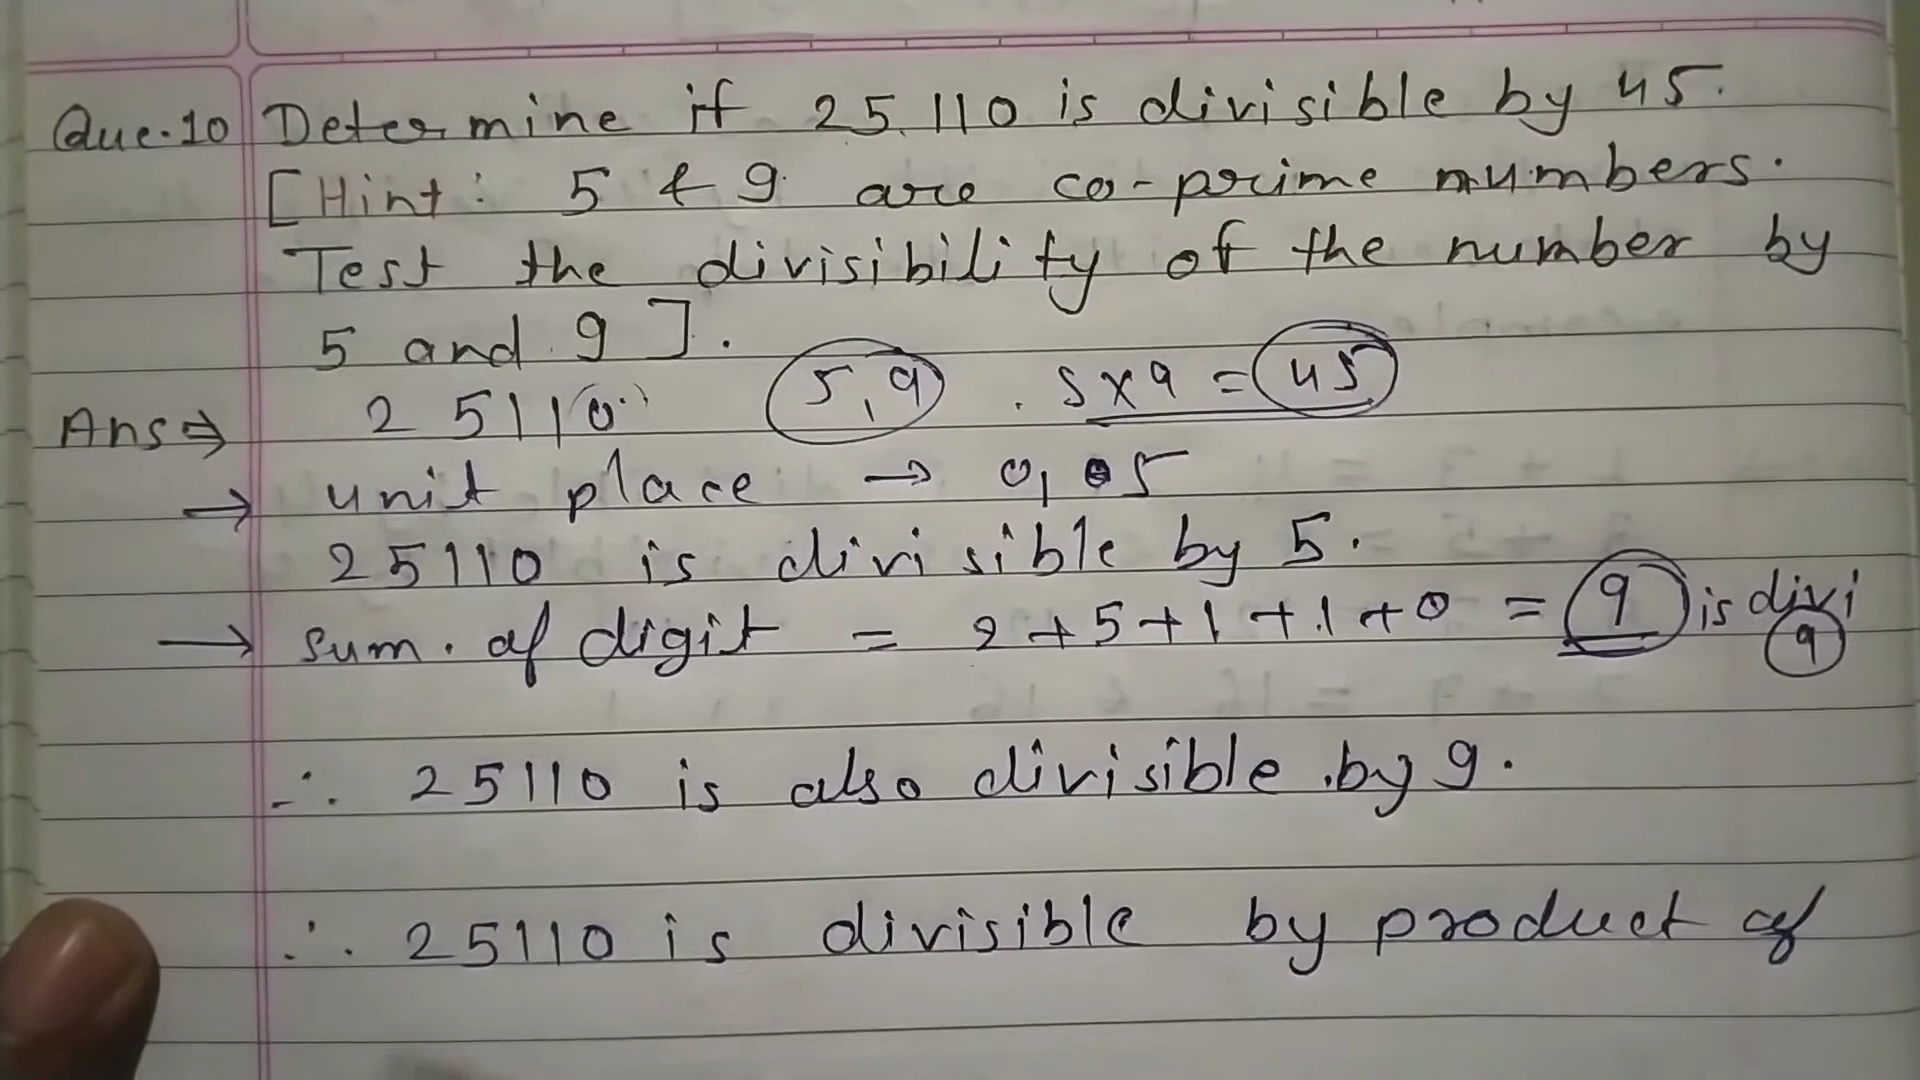 Que.10 Determine if 25110 is divisible by 45.
[Hint: 5 & 9 are co-prime numbers.
Test the divisibility of the number by
5 and 9].
Ans⇒ 25110 5,9 . 5x9 = 45
→ unit place → 0, 05
25110 is divisible by 5.
→ sum. of digit = 2+5+1+1+0 = 9 is divi
9
∴ 25110 is also divisible by 9.
∴ 25110 is divisible by product of